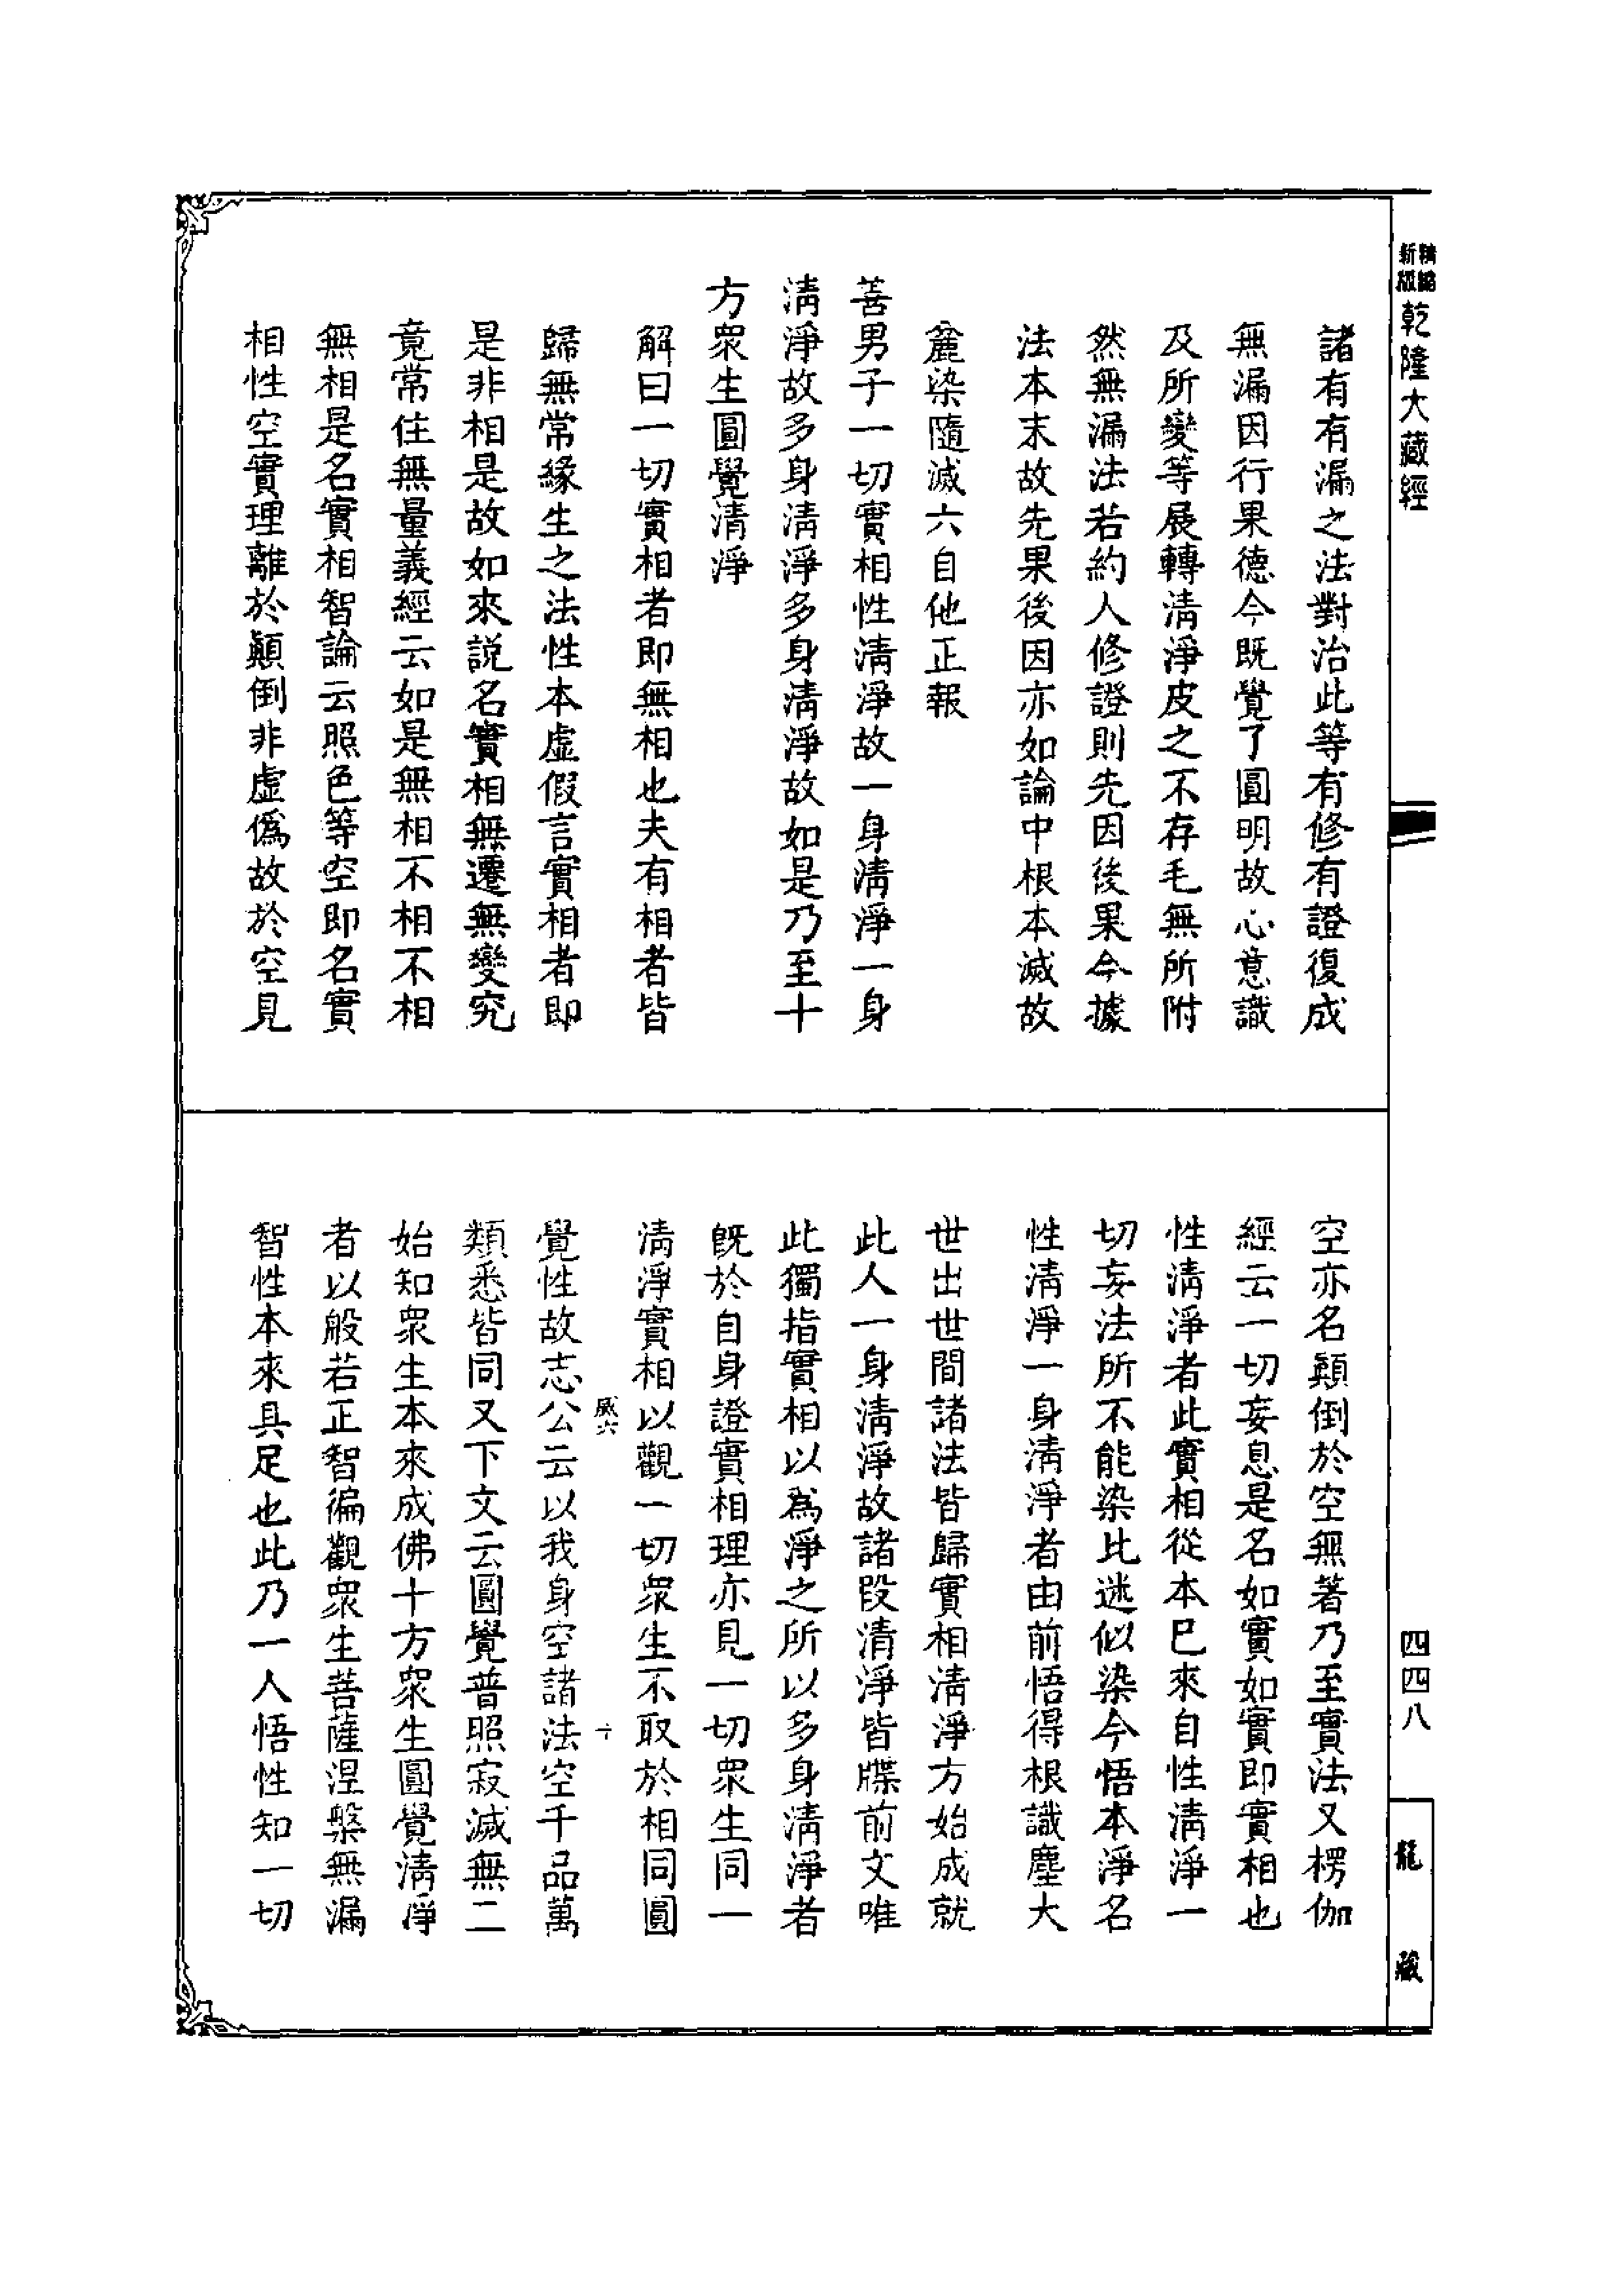 精縮新版
乾隆大藏經
諸有有漏之法對治此等有修有證復成
無漏因行果德今既覺了圓明故心意識
及所變等展轉清淨皮之不存毛無所附
然無漏法若約人修證則先因後果今據
法本末故先果後因亦如論中根本滅故
麄染隨滅六自他正報
善男子一切實相性清淨故一身清淨一身
清淨故多身清淨多身清淨故如是乃至十
方眾生圓覺清淨
解曰一切實相者即無相也夫有相者皆
歸無常緣生之法性本虛假言實相者即
是非相是故如來説名實相無遷無變究
竟常住無量義經云如是無相不相不相
無相是名實相智論云照色等空即名實
相性空實理離於顛倒非虛偽故於空見
空亦名顛倒於空無著乃至實法又楞伽
經云一切妄息是名如實如實即實相也
性清淨者此實相從本巳來自性清淨一
切妄法所不能染比迷似染今悟本淨名
性清淨一身清淨者由前悟得根識塵大
世出世間諸法皆歸實相清淨方始成就
此人一身清淨故諸段清淨皆牒前文唯
此獨指實相以為淨之所以多身清淨者
既於自身證實相理亦見一切眾生同一
清淨實相以觀一切眾生不取於相同圓
覺性故志公云以我身空諸法空千品萬
類悉皆同又下文云圓覺普照寂滅無二
始知眾生本來成佛十方眾生圓覺清淨
者以般若正智徧觀眾生菩薩涅槃無漏
智性本來具足也此乃一人悟性知一切
四四八
龍藏